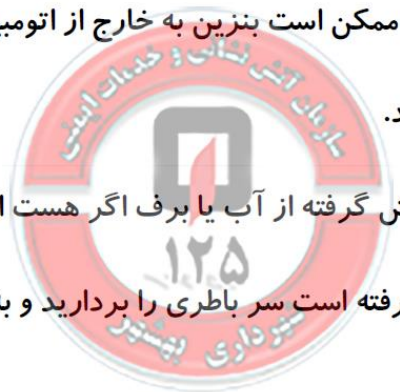 ممکن است بنزین به خارج از اتومبی
د.
ش گرفته از آب یا برف اگر هست ا
رفته است سر باطری را بردارید و با
سازمان آتش نشانی و خدمات ایمنی
۱۲۵
شهرداری بهشهر